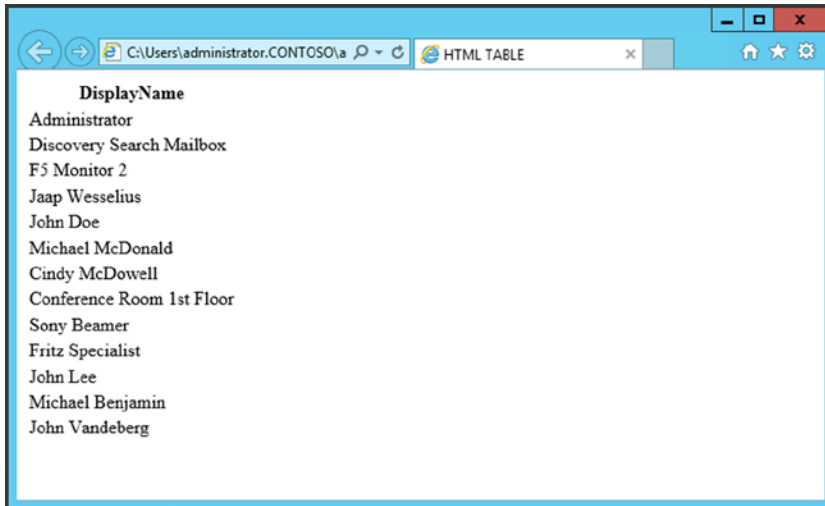 C:\Users\administrator.CONTOSO\a
HTML TABLE
DisplayName
Administrator
Discovery Search Mailbox
F5 Monitor 2
Jaap Wesselius
John Doe
Michael McDonald
Cindy McDowell
Conference Room 1st Floor
Sony Beamer
Fritz Specialist
John Lee
Michael Benjamin
John Vandeberg